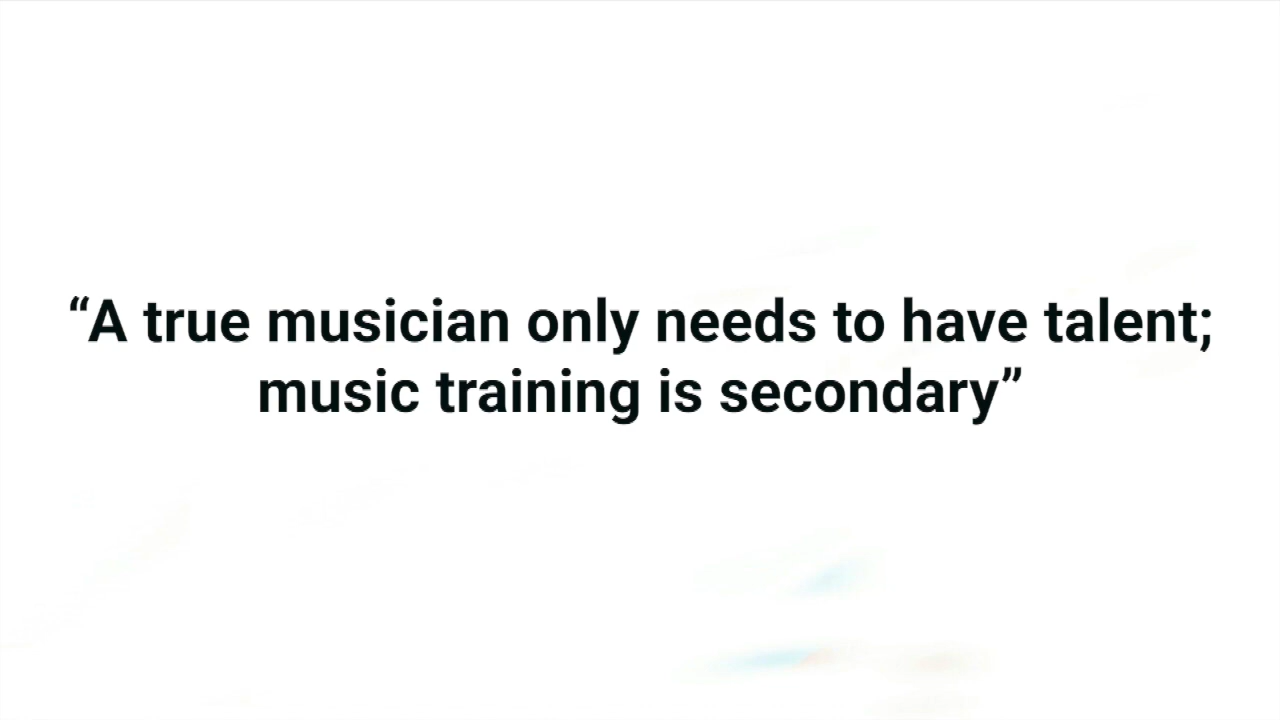 “A true musician only needs to have talent;
music training is secondary”